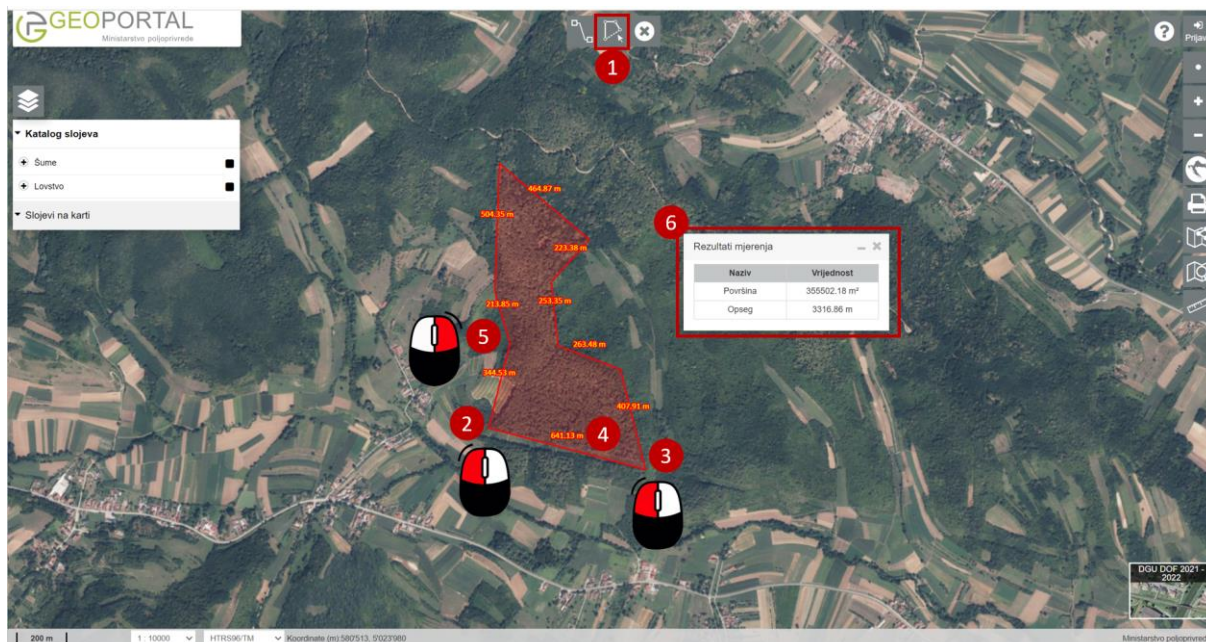 GEOPORTAL
Ministarstvo poljoprivrede
1
?
Prijav
Katalog slojeva
Šume
Lovstvo
Slojevi na karti
464.87 m
504.35 m
223.38 m
6
Rezultati mjerenja
Naziv Vrijednost
Površina 355502.18 m²
Opseg 3316.86 m
213.85 m
253.35 m
5
263.48 m
344.53 m
407.91 m
2
641.13 m
4
3
DGU DOF 2021 -
2022
200 m
1 : 10000
HTRS96/TM
Koordinate (m) 580'513, 5'023'980
Ministarstvo poljoprivred